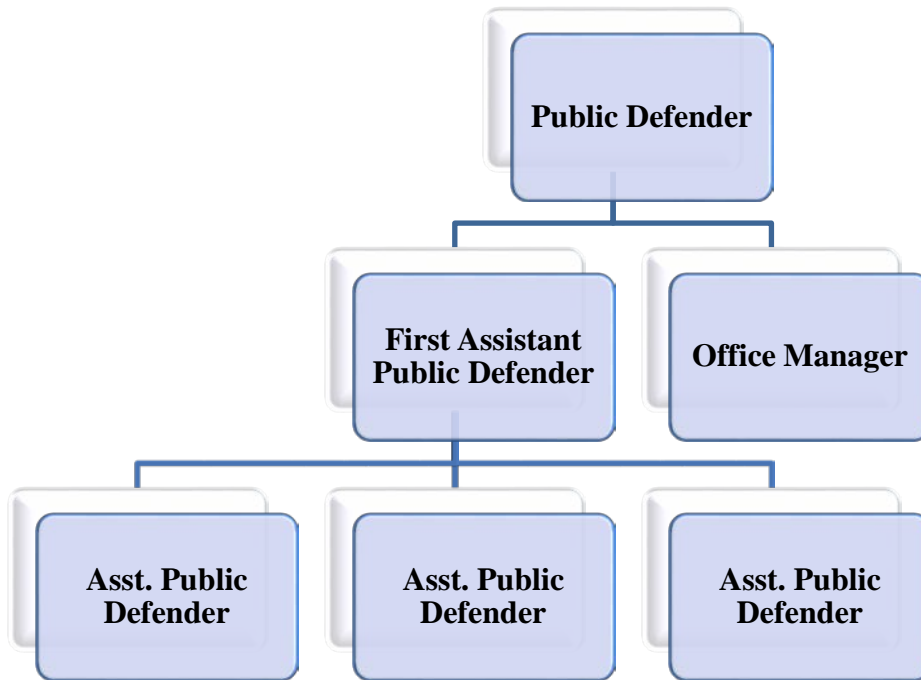 Public Defender
First Assistant
Public Defender
Office Manager
Asst. Public
Defender
Asst. Public
Defender
Asst. Public
Defender